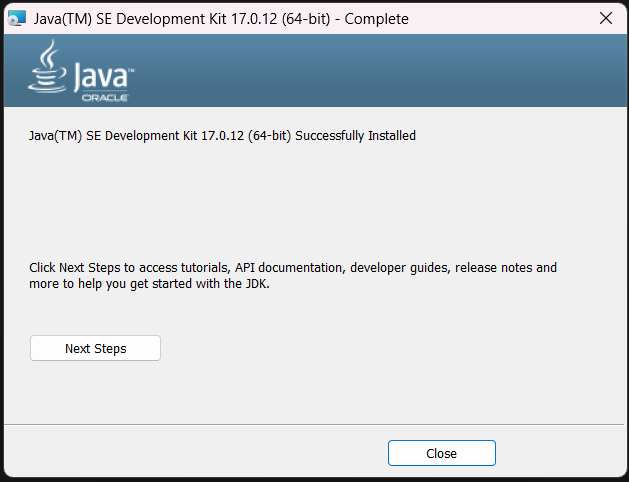 Java(TM) SE Development Kit 17.0.12 (64-bit) - Complete
Java™
ORACLE
Java(TM) SE Development Kit 17.0.12 (64-bit) Successfully Installed
Click Next Steps to access tutorials, API documentation, developer guides, release notes and
more to help you get started with the JDK.
Next Steps
Close